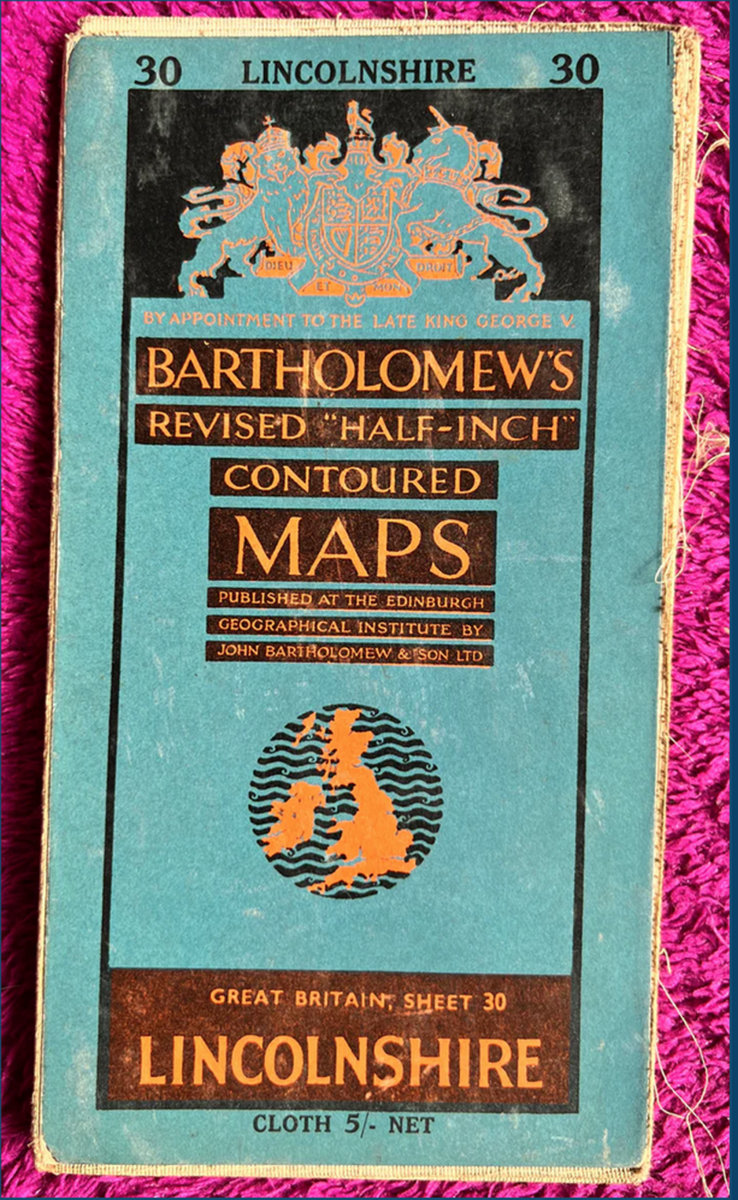 30 LINCOLNSHIRE 30
DIEU DROIT
ET MON
BY APPOINTMENT TO THE LATE KING GEORGE V.
BARTHOLOMEW'S
REVISED "HALF-INCH"
CONTOURED
MAPS
PUBLISHED AT THE EDINBURGH
GEOGRAPHICAL INSTITUTE BY
JOHN BARTHOLOMEW & SON LTD
GREAT BRITAIN, SHEET 30
LINCOLNSHIRE
CLOTH 5/- NET